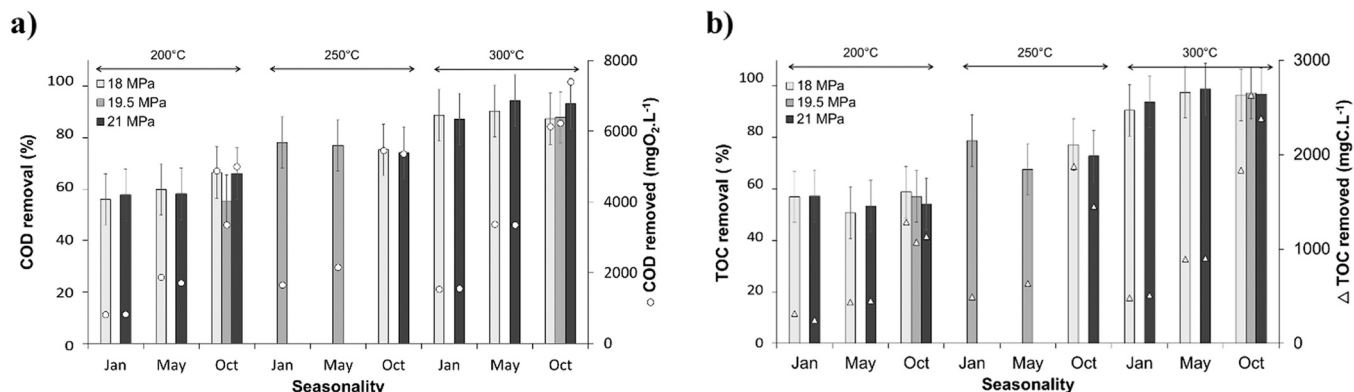 a)
200°C 250°C 300°C
18 MPa
19.5 MPa
21 MPa
COD removal (%)
100
80
60
40
20
0
8000
6000
4000
2000
0
COD removed (mgO₂.L⁻¹)
Jan May Oct Jan May Oct Jan May Oct
Seasonality
b)
200°C 250°C 300°C
18 MPa
19.5 MPa
21 MPa
TOC removal ( %)
100
80
60
40
20
0
3000
2000
1000
0
TOC removed (mgC.L⁻¹)
Jan May Oct Jan May Oct Jan May Oct
Seasonality